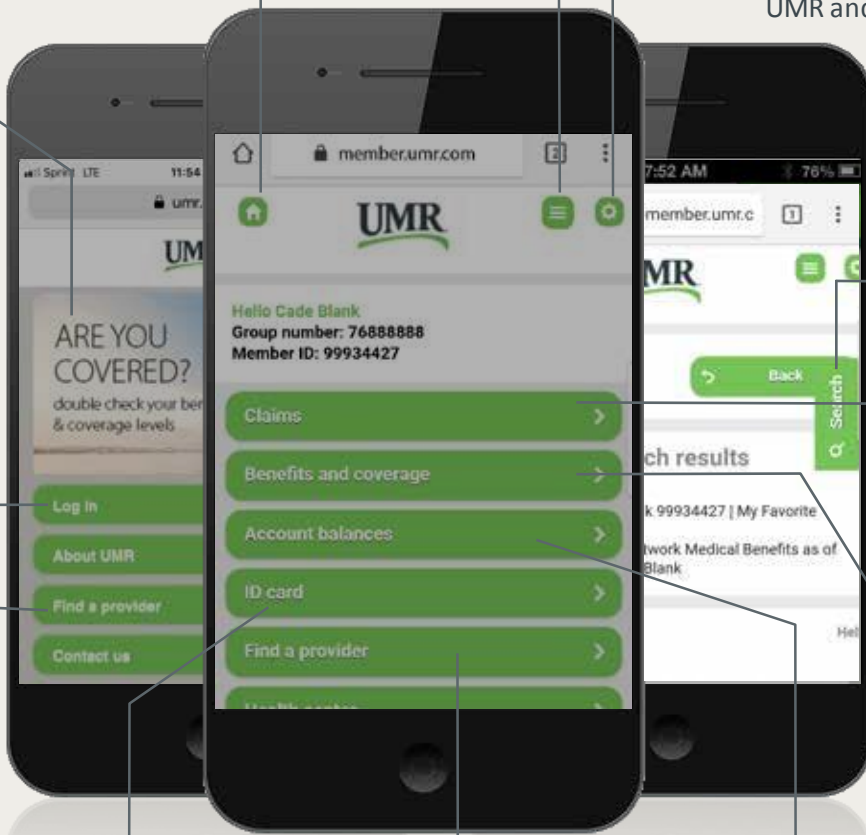 UMR and
Sprint LTE
11:54
umr.
UM
ARE YOU
COVERED?
double check your ber
& coverage levels
Log in
About UMR
Find a provider
Contact us
member.umr.com
2
UMR
Hello Cade Blank
Group number: 76888888
Member ID: 99934427
Claims
Benefits and coverage
Account balances
ID card
Find a provider
Health center
7:52 AM
76%
member.umr.c
1
MR
Back
Search
ch results
k 99934427 | My Favorite
twork Medical Benefits as of
Blank
Hel